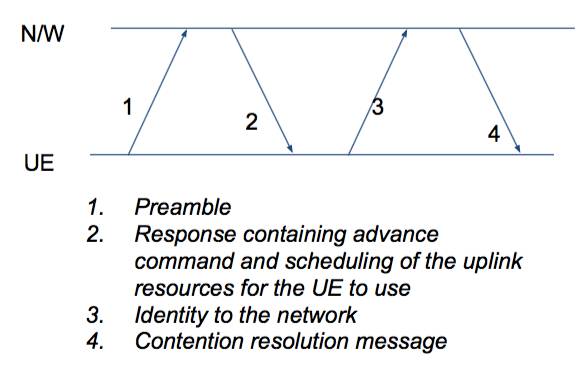 N/W
1
2
3
4
UE
1. Preamble
2. Response containing advance
command and scheduling of the uplink
resources for the UE to use
3. Identity to the network
4. Contention resolution message